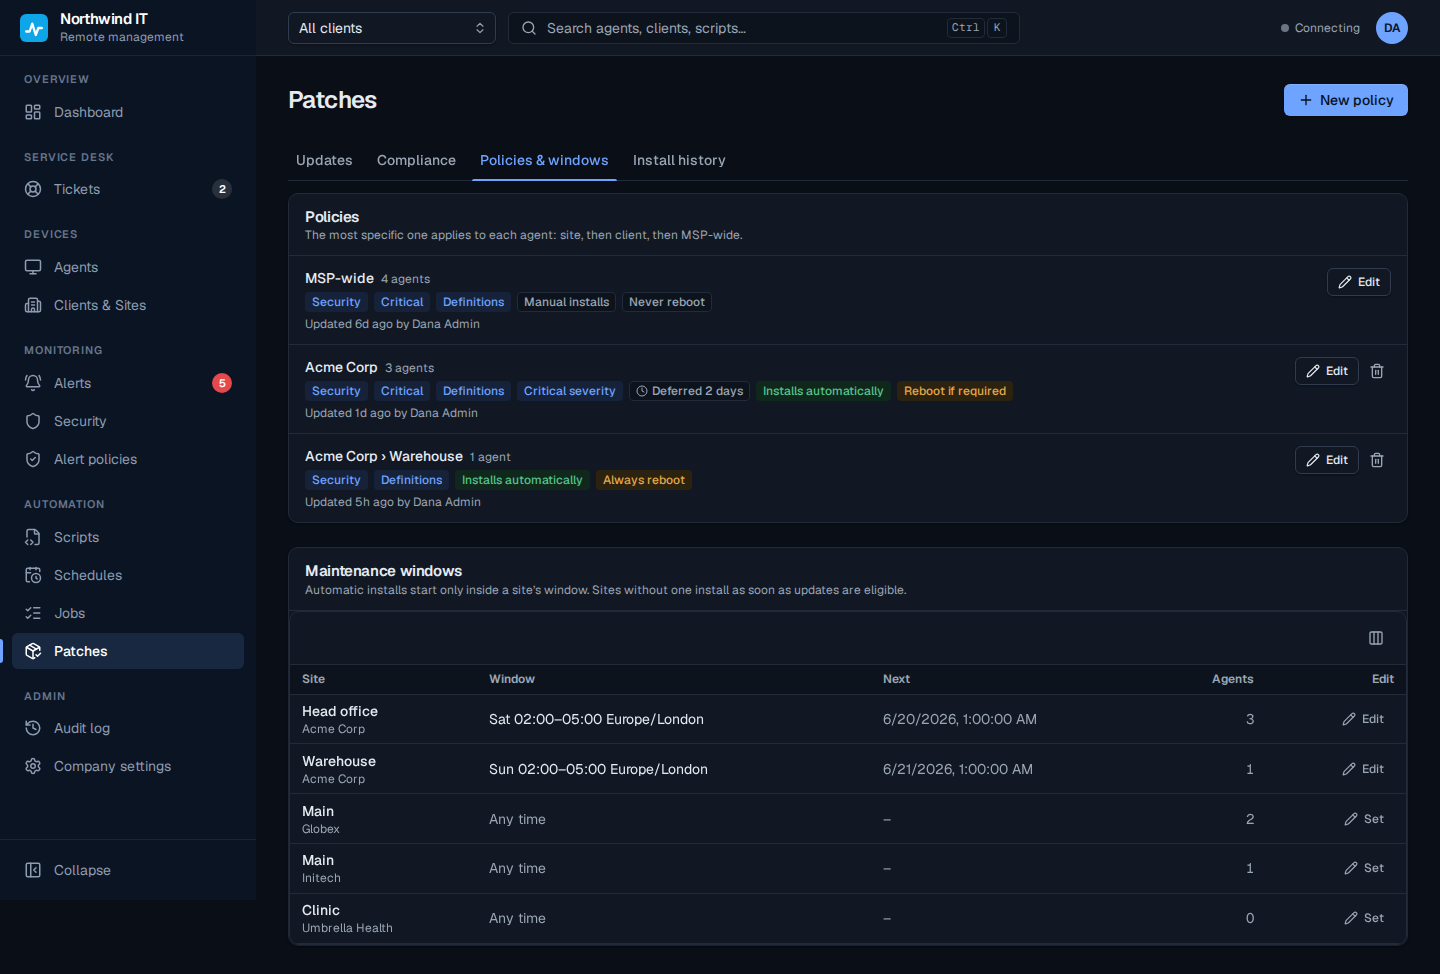 Northwind IT
Remote management
All clients
Search agents, clients, scripts...
Ctrl K
Connecting
DA
OVERVIEW
Dashboard
SERVICE DESK
Tickets 2
DEVICES
Agents
Clients & Sites
MONITORING
Alerts 5
Security
Alert policies
AUTOMATION
Scripts
Schedules
Jobs
Patches
ADMIN
Audit log
Company settings
Collapse
Patches
New policy
Updates Compliance Policies & windows Install history
Policies
The most specific one applies to each agent: site, then client, then MSP-wide.
MSP-wide 4 agents
Edit
Security Critical Definitions Manual installs Never reboot
Updated 6d ago by Dana Admin
Acme Corp 3 agents
Edit
Security Critical Definitions Critical severity Deferred 2 days Installs automatically Reboot if required
Updated 1d ago by Dana Admin
Acme Corp › Warehouse 1 agent
Edit
Security Definitions Installs automatically Always reboot
Updated 5h ago by Dana Admin
Maintenance windows
Automatic installs start only inside a site's window. Sites without one install as soon as updates are eligible.
Site Window Next Agents Edit
Head office
Acme Corp
Sat 02:00–05:00 Europe/London 6/20/2026, 1:00:00 AM 3 Edit
Warehouse
Acme Corp
Sun 02:00–05:00 Europe/London 6/21/2026, 1:00:00 AM 1 Edit
Main
Globex
Any time – 2 Set
Main
Initech
Any time – 1 Set
Clinic
Umbrella Health
Any time – 0 Set